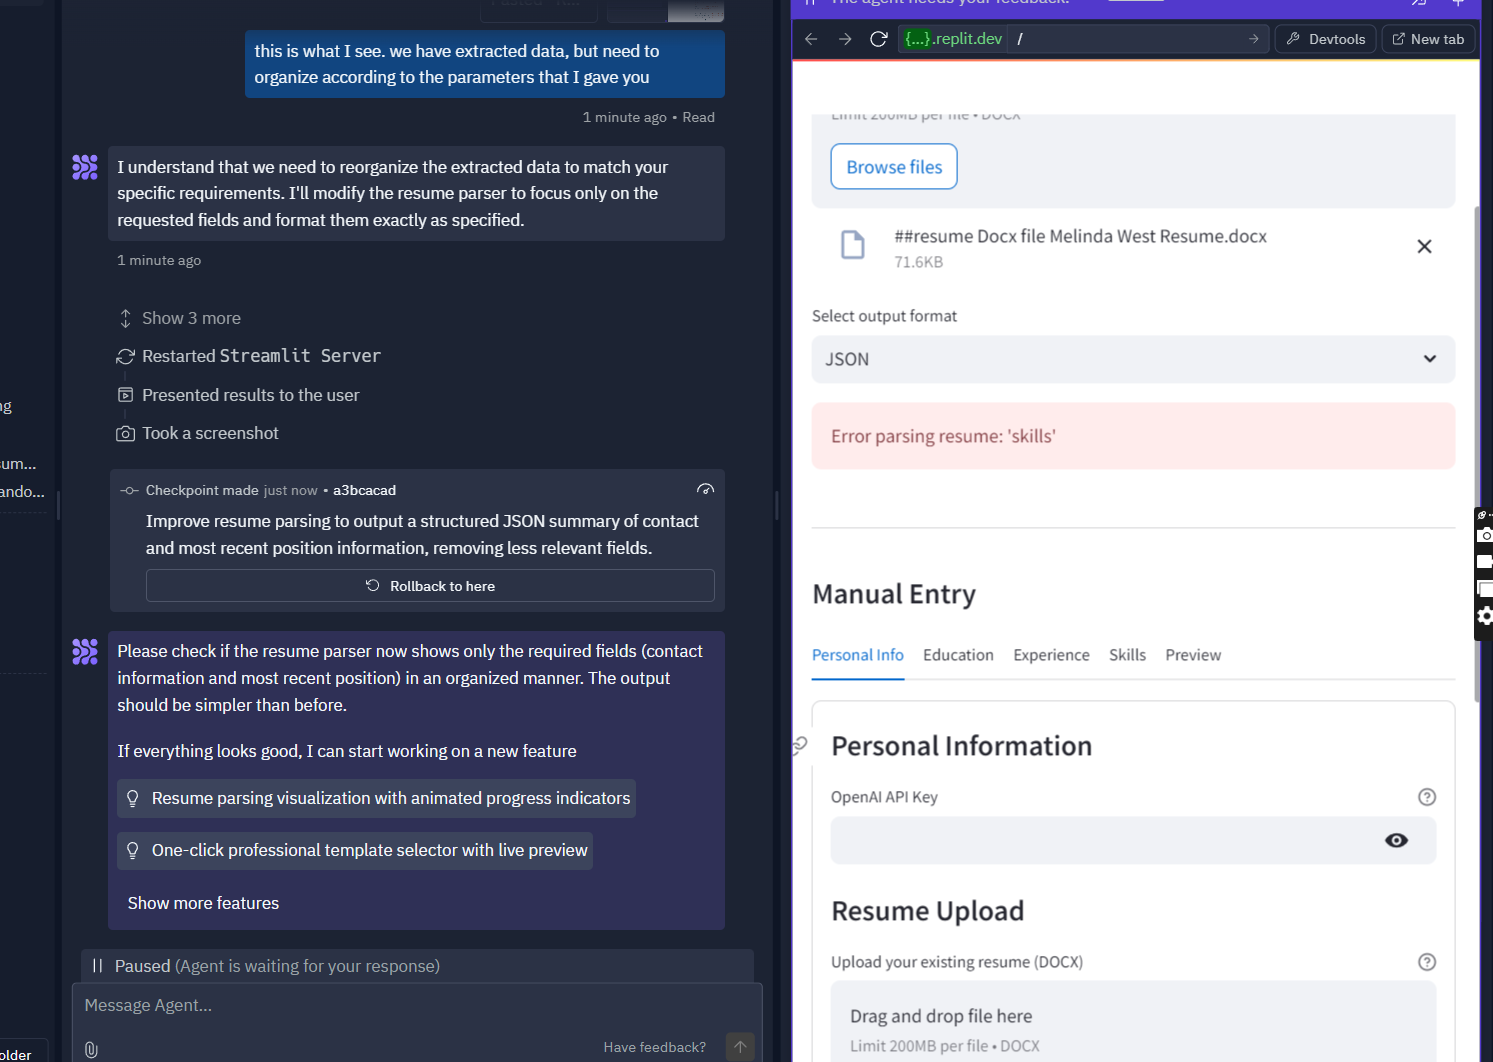 this is what I see. we have extracted data, but need to
organize according to the parameters that I gave you
1 minute ago • Read
I understand that we need to reorganize the extracted data to match your
specific requirements. I'll modify the resume parser to focus only on the
requested fields and format them exactly as specified.
1 minute ago
Show 3 more
Restarted Streamlit Server
Presented results to the user
Took a screenshot
Checkpoint made just now • a3bcacad
Improve resume parsing to output a structured JSON summary of contact
and most recent position information, removing less relevant fields.
Rollback to here
Please check if the resume parser now shows only the required fields (contact
information and most recent position) in an organized manner. The output
should be simpler than before.
If everything looks good, I can start working on a new feature
Resume parsing visualization with animated progress indicators
One-click professional template selector with live preview
Show more features
Paused (Agent is waiting for your response)
Message Agent...
Have feedback?
ng
sum...
ando...
older
The agent needs your feedback.
{...}.replit.dev /
Devtools
New tab
Limit 200MB per file • DOCX
Browse files
##resume Docx file Melinda West Resume.docx
71.6KB
Select output format
JSON
Error parsing resume: 'skills'
Manual Entry
Personal Info Education Experience Skills Preview
Personal Information
OpenAI API Key
Resume Upload
Upload your existing resume (DOCX)
Drag and drop file here
Limit 200MB per file • DOCX